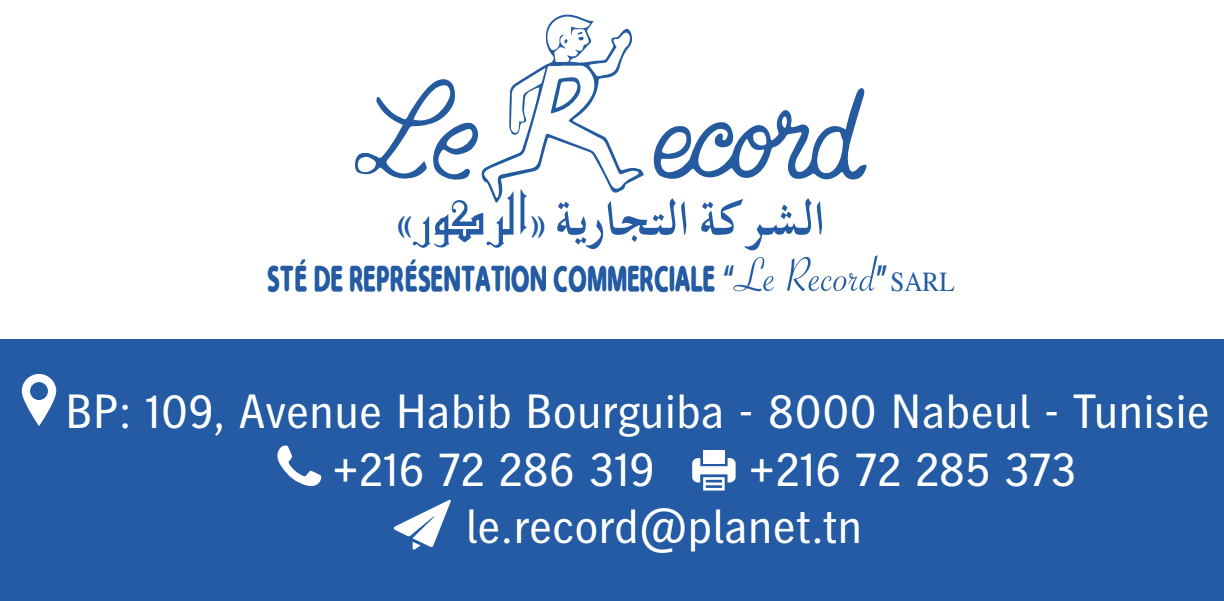 Le Record
الشركة التجارية «الركور»
STÉ DE REPRÉSENTATION COMMERCIALE “Le Record” SARL
BP: 109, Avenue Habib Bourguiba - 8000 Nabeul - Tunisie
+216 72 286 319 +216 72 285 373
le.record@planet.tn